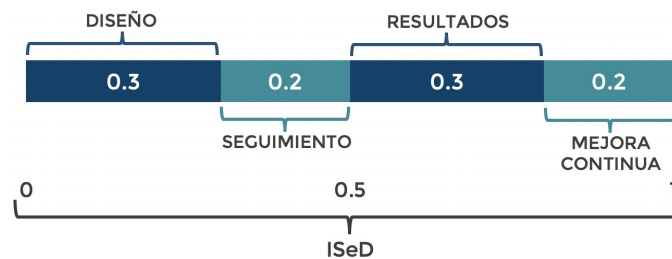 DISEÑO
RESULTADOS
0.3
0.2
0.3
0.2
SEGUIMIENTO
MEJORA
CONTINUA
0
0.5
ISeD